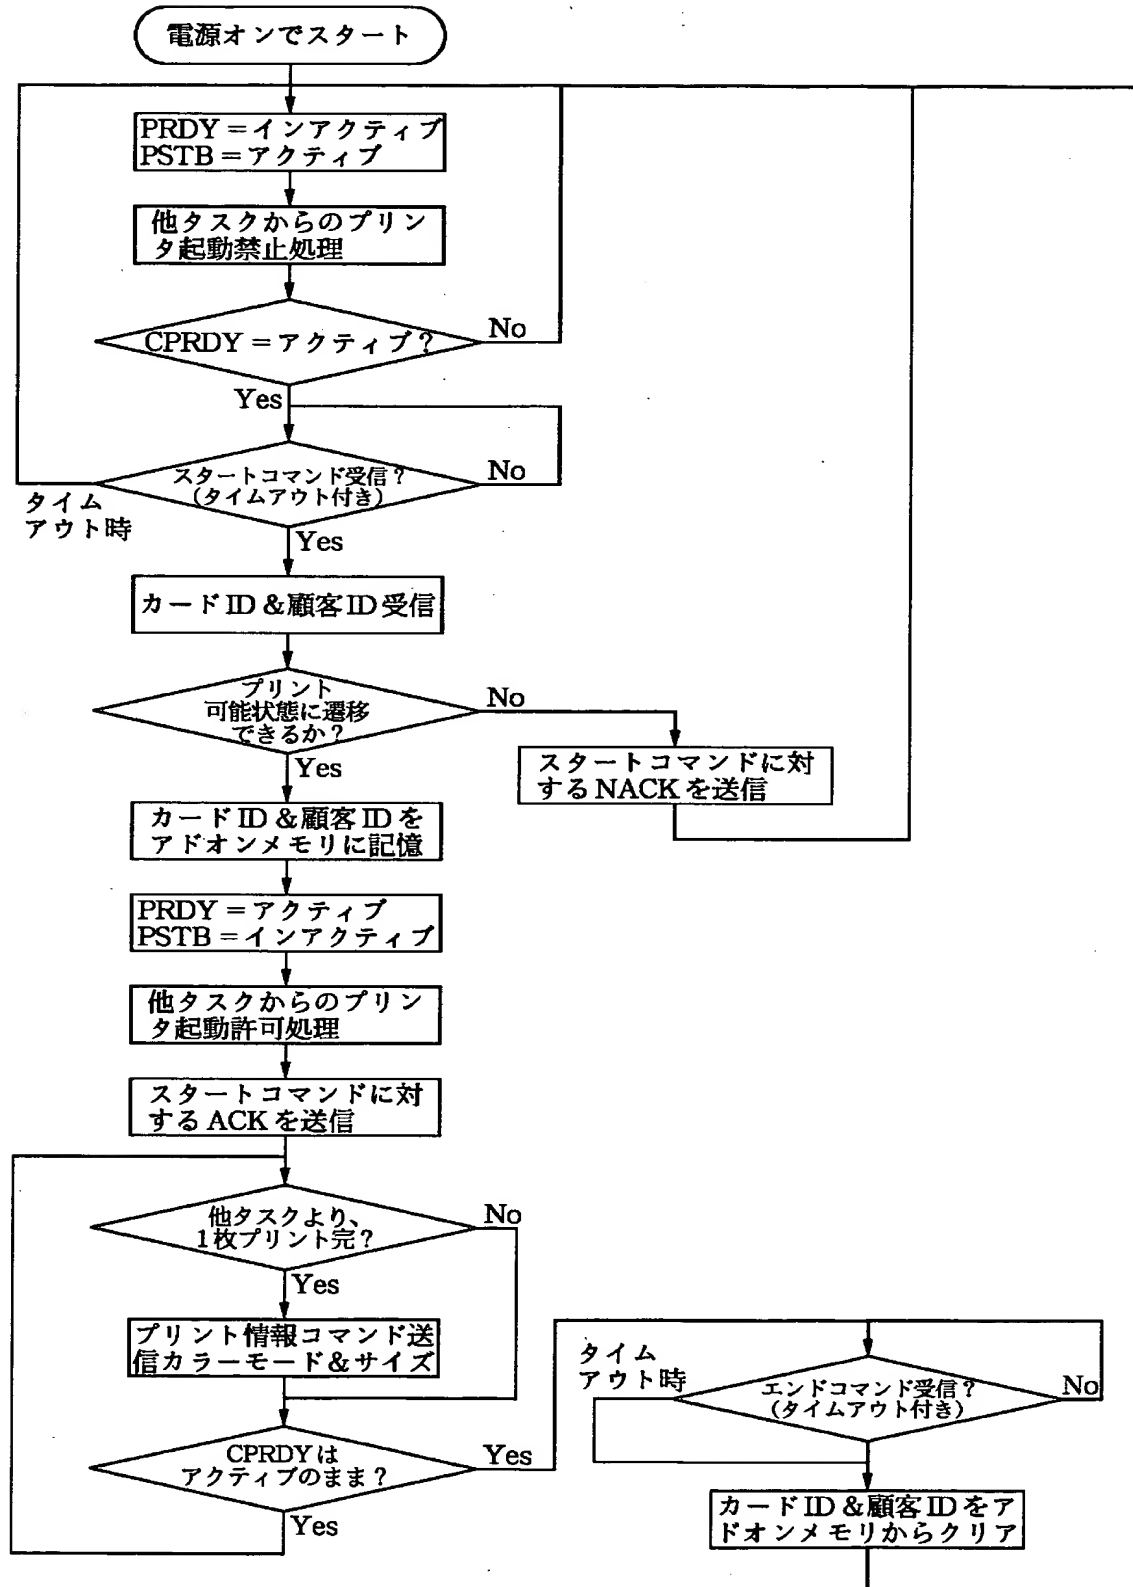 電源オンでスタート
PRDY＝インアクティブ
PSTB＝アクティブ
他タスクからのプリン
タ起動禁止処理
CPRDY＝アクティブ？
No
Yes
スタートコマンド受信？
（タイムアウト付き）
No
タイム
アウト時
Yes
カードID＆顧客ID受信
プリント
可能状態に遷移
できるか？
No
Yes
スタートコマンドに対
するNACKを送信
カードID＆顧客IDを
アドオンメモリに記憶
PRDY＝アクティブ
PSTB＝インアクティブ
他タスクからのプリン
タ起動許可処理
スタートコマンドに対
するACKを送信
他タスクより、
1枚プリント完？
No
Yes
プリント情報コマンド送
信カラーモード＆サイズ
CPRDYは
アクティブのまま？
Yes
Yes
タイム
アウト時
エンドコマンド受信？
（タイムアウト付き）
No
カードID＆顧客IDをア
ドオンメモリからクリア